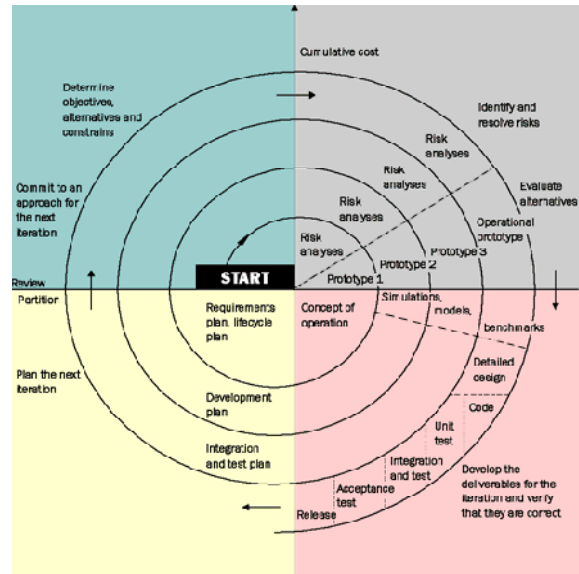 Cumulative cost
Determine
objectives,
alternatives and
constrains
Identify and
resolve risks
Risk
analyses
Risk
analyses
Risk
analyses
Risk
analyses
Commit to an
approach for the
next
iteration
Evaluate
alternatives
Operational
prototype
Prototype 3
Prototype 2
Prototype 1
START
Review
Partition
Requirements
plan, lifecycle
plan
Concept of
operation
Simulations,
models,
benchmarks
Plan the next
iteration
Development
plan
Integration
and test plan
Detailed
design
Code
Unit
test
Integration
and test
Acceptance
test
Release
Develop the
deliverables for the
iteration and verify
that they are correct